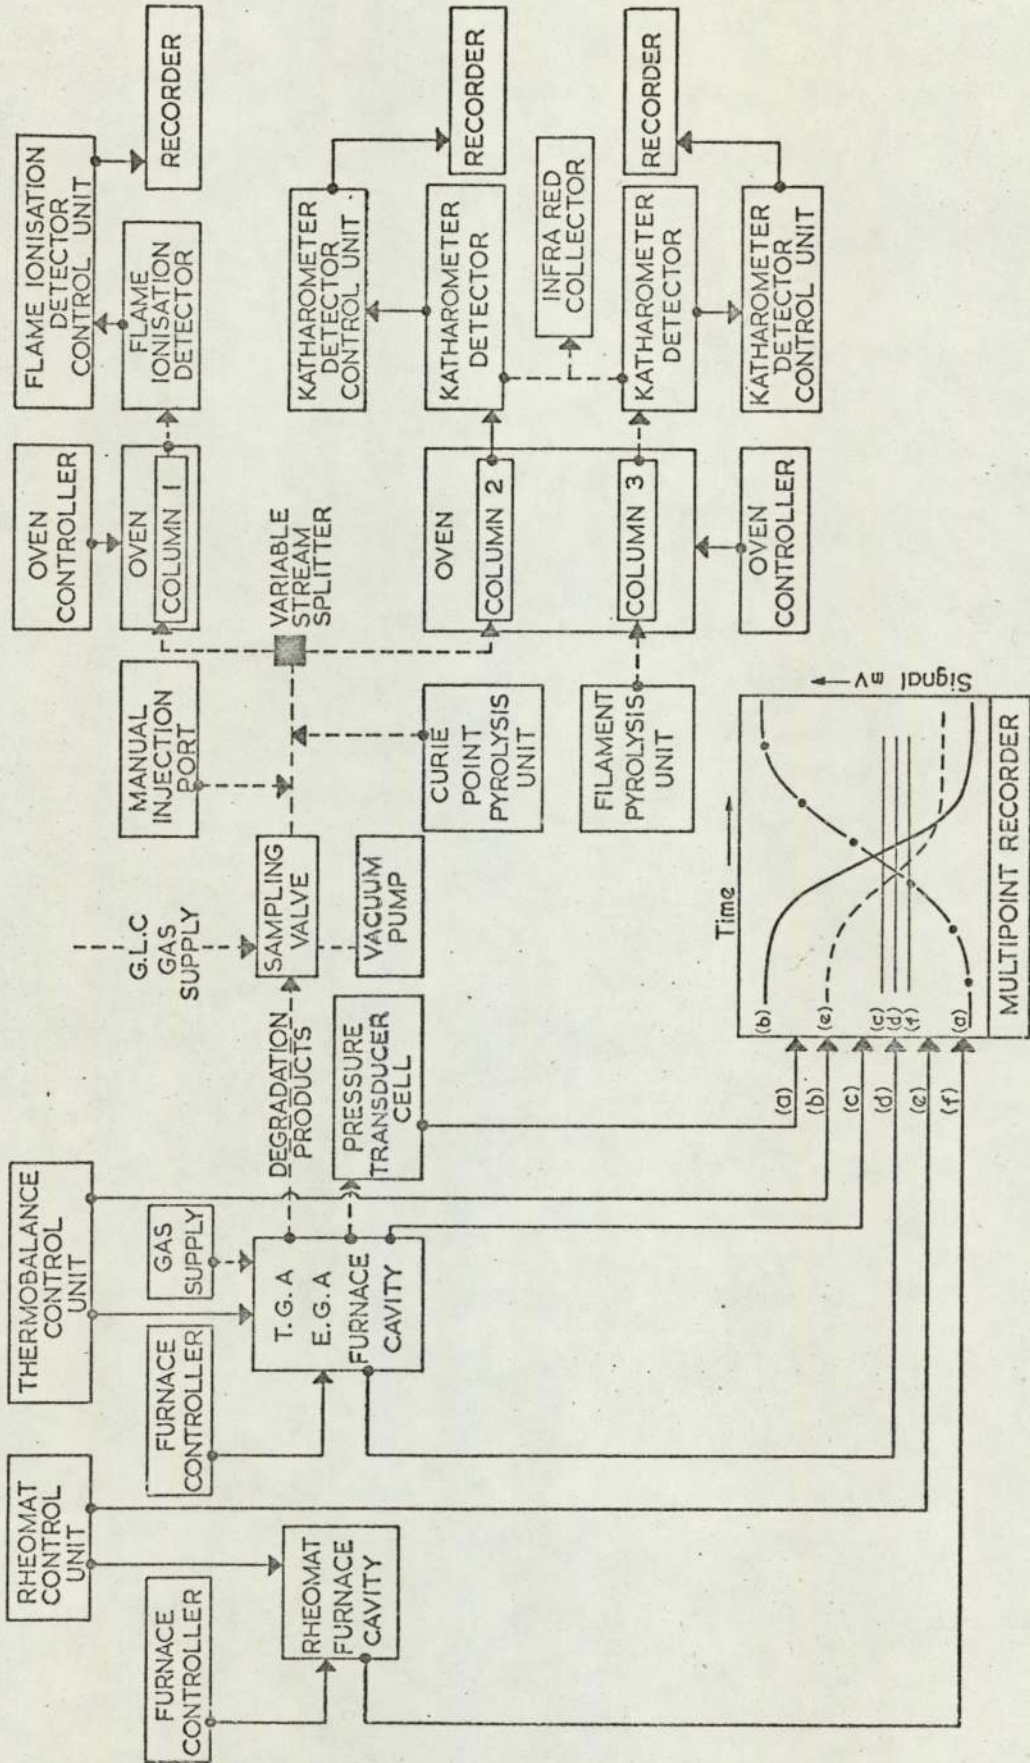 RHEOMAT
CONTROL
UNIT
FURNACE
CONTROLLER
RHEOMAT
FURNACE
CAVITY
THERMOBALANCE
CONTROL
UNIT
FURNACE
CONTROLLER
GAS
SUPPLY
T.G.A
E.G.A
FURNACE
CAVITY
DEGRADATION
PRODUCTS
PRESSURE
TRANSDUCER
CELL
G.L.C
GAS
SUPPLY
SAMPLING
VALVE
VACUUM
PUMP
MANUAL
INJECTION
PORT
CURIE
POINT
PYROLYSIS
UNIT
FILAMENT
PYROLYSIS
UNIT
VARIABLE
STREAM
SPLITTER
OVEN
CONTROLLER
OVEN
COLUMN 1
OVEN
COLUMN 2
COLUMN 3
OVEN
CONTROLLER
FLAME IONISATION
DETECTOR
CONTROL UNIT
FLAME
IONISATION
DETECTOR
RECORDER
KATHAROMETER
DETECTOR
CONTROL UNIT
KATHAROMETER
DETECTOR
RECORDER
INFRA RED
COLLECTOR
KATHAROMETER
DETECTOR
RECORDER
KATHAROMETER
DETECTOR
CONTROL UNIT
(a)
(b)
(c)
(d)
(e)
(f)
Time
Signal mV
(b)
(e)
(c)
(d)
(f)
(a)
MULTIPOINT RECORDER